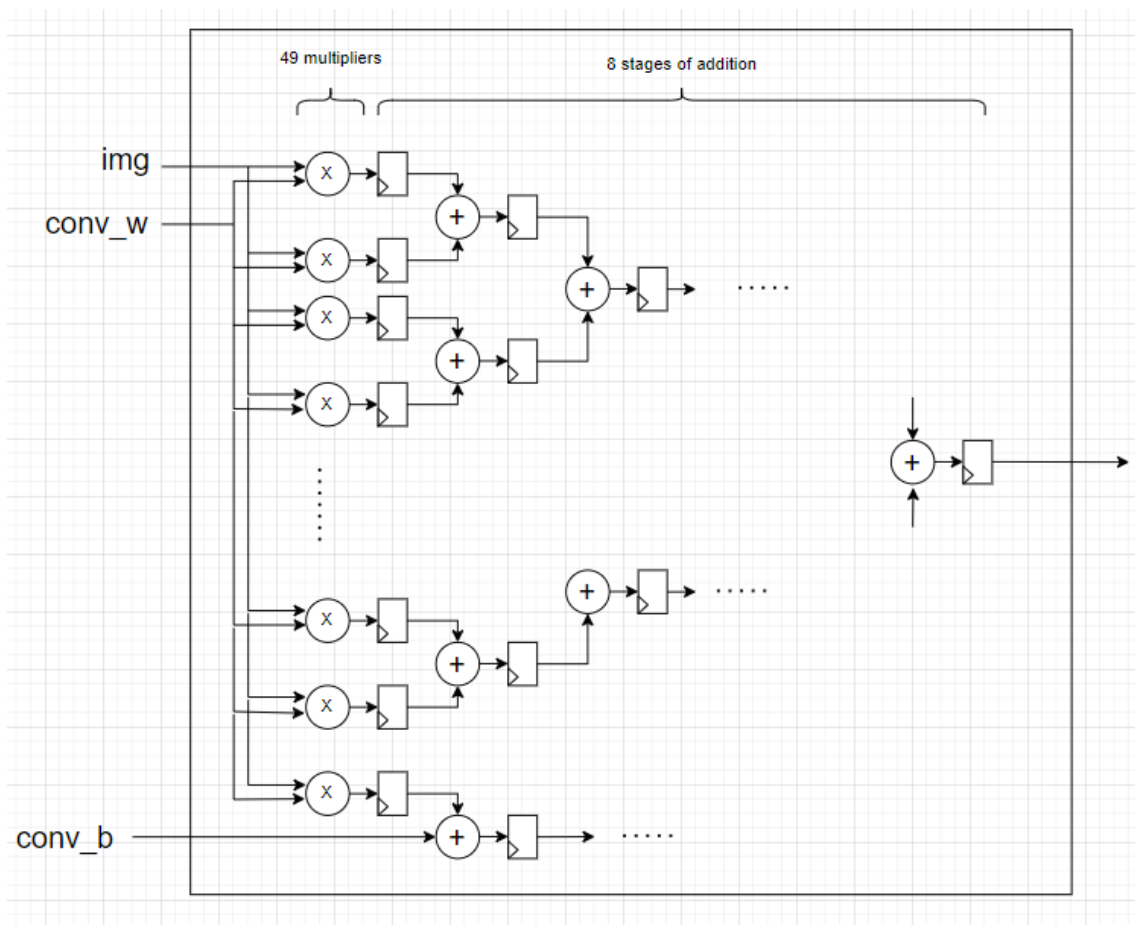 49 multipliers
8 stages of addition
img
conv_w
X
+
X
+
X
+
X
+
+
X
+
X
X
conv_b
+